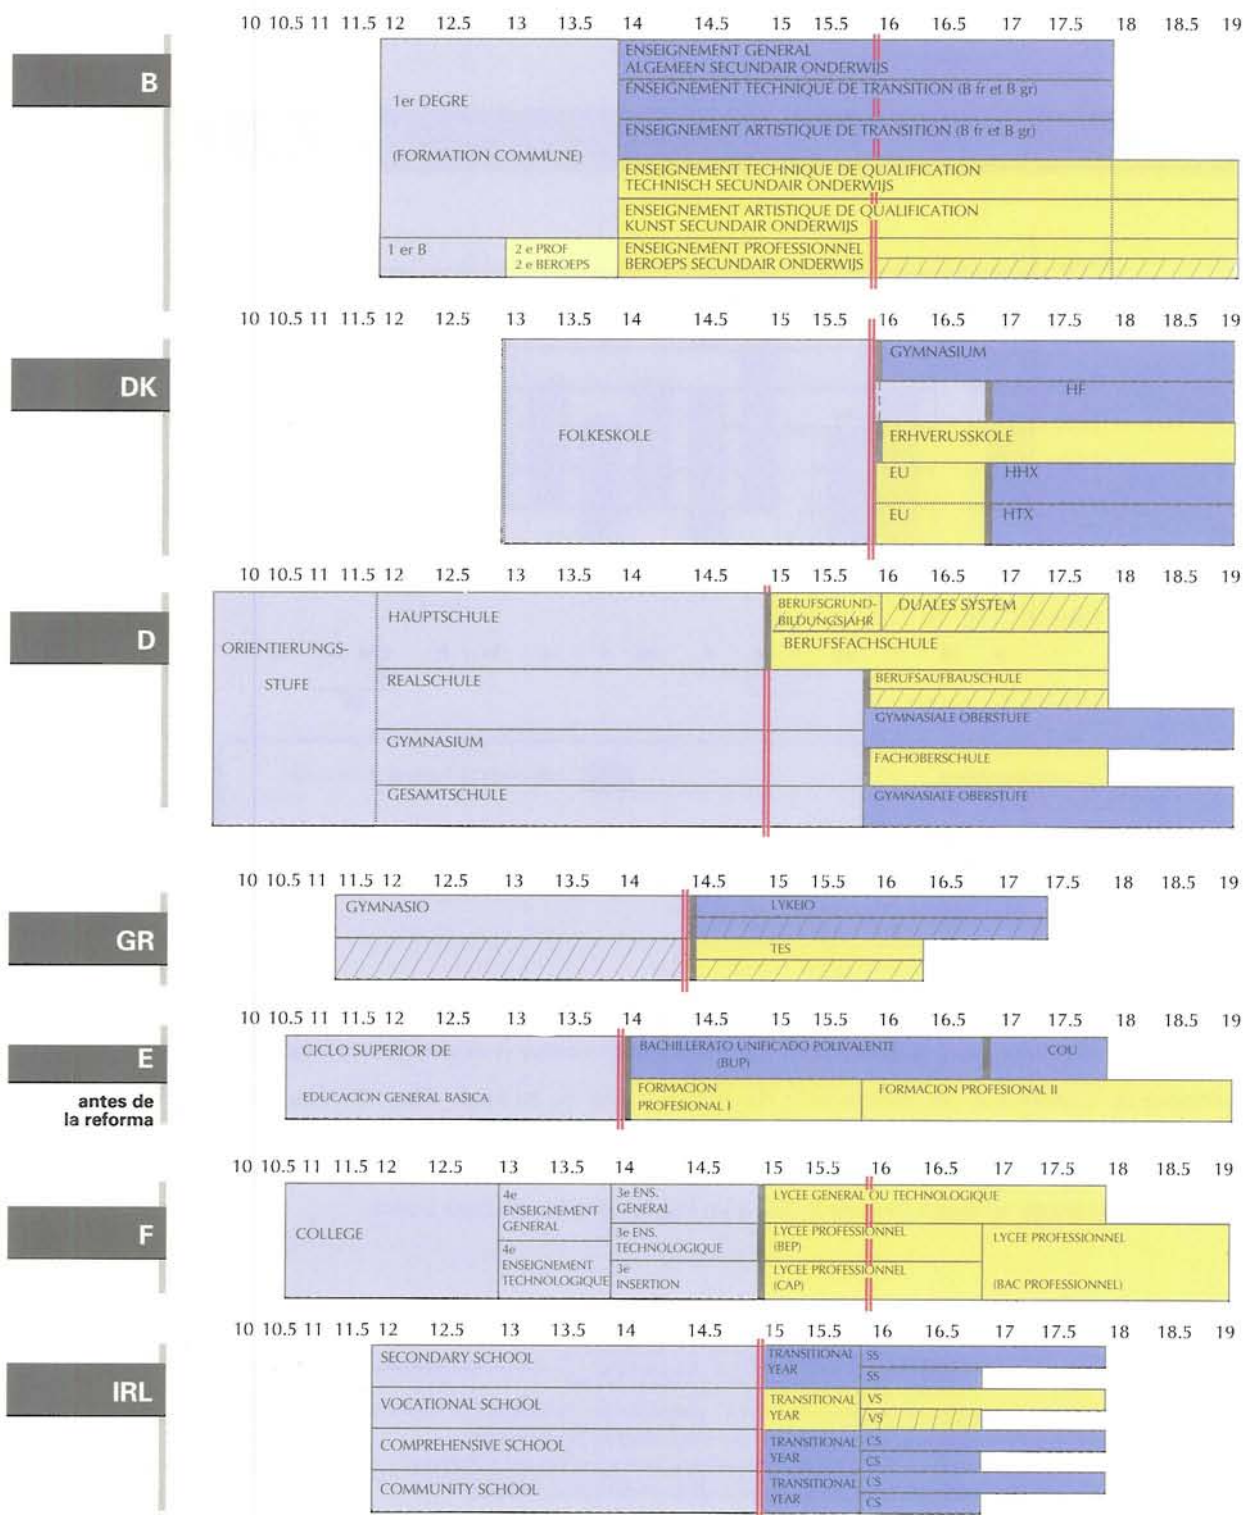 10 10.5 11 11.5 12 12.5 13 13.5 14 14.5 15 15.5 16 16.5 17 17.5 18 18.5 19
B
1er DEGRE
(FORMATION COMMUNE)
ENSEIGNEMENT GENERAL
ALGEMEEN SECUNDAIR ONDERWIJS
ENSEIGNEMENT TECHNIQUE DE TRANSITION (B fr et B gr)
ENSEIGNEMENT ARTISTIQUE DE TRANSITION (B fr et B gr)
ENSEIGNEMENT TECHNIQUE DE QUALIFICATION
TECHNISCH SECUNDAIR ONDERWIJS
ENSEIGNEMENT ARTISTIQUE DE QUALIFICATION
KUNST SECUNDAIR ONDERWIJS
1 er B
2 e PROF
2 e BEROEPS
ENSEIGNEMENT PROFESSIONNEL
BEROEPS SECUNDAIR ONDERWIJS
10 10.5 11 11.5 12 12.5 13 13.5 14 14.5 15 15.5 16 16.5 17 17.5 18 18.5 19
DK
FOLKESKOLE
GYMNASIUM
HF
ERHVERUSSKOLE
EU
HHX
EU
HTX
10 10.5 11 11.5 12 12.5 13 13.5 14 14.5 15 15.5 16 16.5 17 17.5 18 18.5 19
D
ORIENTIERUNGS-
STUFE
HAUPTSCHULE
BERUFSGRUND-
BILDUNGSJAHR
DUALES SYSTEM
BERUFSFACHSCHULE
REALSCHULE
BERUFSAUFBAUSCHULE
GYMNASIALE OBERSTUFE
GYMNASIUM
FACHOBERSCHULE
GESAMTSCHULE
GYMNASIALE OBERSTUFE
10 10.5 11 11.5 12 12.5 13 13.5 14 14.5 15 15.5 16 16.5 17 17.5 18 18.5 19
GR
GYMNASIO
LYKEIO
TES
10 10.5 11 11.5 12 12.5 13 13.5 14 14.5 15 15.5 16 16.5 17 17.5 18 18.5 19
E
antes de
la reforma
CICLO SUPERIOR DE
EDUCACION GENERAL BASICA
BACHILLERATO UNIFICADO POLIVALENTE
(BUP)
COU
FORMACION
PROFESIONAL I
FORMACION PROFESIONAL II
10 10.5 11 11.5 12 12.5 13 13.5 14 14.5 15 15.5 16 16.5 17 17.5 18 18.5 19
F
COLLEGE
4e
ENSEIGNEMENT
GENERAL
4e
ENSEIGNEMENT
TECHNOLOGIQUE
3e ENS.
GENERAL
3e ENS.
TECHNOLOGIQUE
3e
INSERTION
LYCEE GENERAL OU TECHNOLOGIQUE
LYCEE PROFESSIONNEL
(BEP)
LYCEE PROFESSIONNEL
(CAP)
LYCEE PROFESSIONNEL
(BAC PROFESSIONNEL)
10 10.5 11 11.5 12 12.5 13 13.5 14 14.5 15 15.5 16 16.5 17 17.5 18 18.5 19
IRL
SECONDARY SCHOOL
TRANSITIONAL
YEAR
SS
SS
VOCATIONAL SCHOOL
TRANSITIONAL
YEAR
VS
VS
COMPREHENSIVE SCHOOL
TRANSITIONAL
YEAR
CS
CS
COMMUNITY SCHOOL
TRANSITIONAL
YEAR
CS
CS